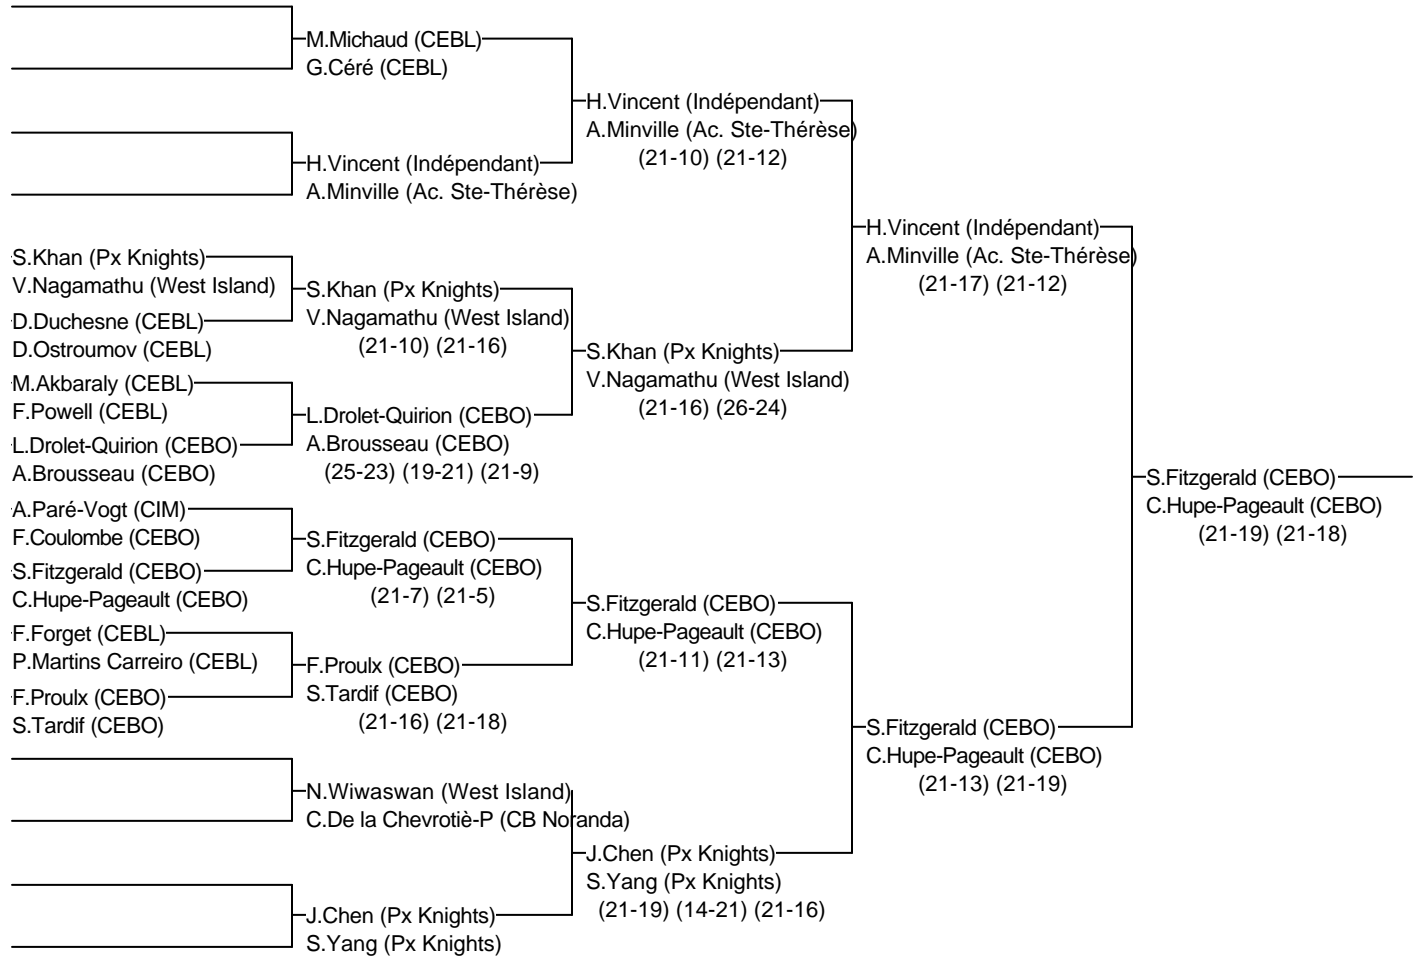 M.Michaud (CEBL)
G.Céré (CEBL)
H.Vincent (Indépendant)
A.Minville (Ac. Ste-Thérèse)
(21-10) (21-12)
H.Vincent (Indépendant)
A.Minville (Ac. Ste-Thérèse)
H.Vincent (Indépendant)
A.Minville (Ac. Ste-Thérèse)
(21-17) (21-12)
S.Khan (Px Knights)
V.Nagamathu (West Island)
S.Khan (Px Knights)
V.Nagamathu (West Island)
(21-10) (21-16)
D.Duchesne (CEBL)
D.Ostroumov (CEBL)
S.Khan (Px Knights)
V.Nagamathu (West Island)
(21-16) (26-24)
M.Akbaraly (CEBL)
F.Powell (CEBL)
L.Drolet-Quirion (CEBO)
A.Brousseau (CEBO)
(25-23) (19-21) (21-9)
L.Drolet-Quirion (CEBO)
A.Brousseau (CEBO)
S.Fitzgerald (CEBO)
C.Hupe-Pageault (CEBO)
(21-19) (21-18)
A.Paré-Vogt (CIM)
F.Coulombe (CEBO)
S.Fitzgerald (CEBO)
C.Hupe-Pageault (CEBO)
(21-7) (21-5)
S.Fitzgerald (CEBO)
C.Hupe-Pageault (CEBO)
S.Fitzgerald (CEBO)
C.Hupe-Pageault (CEBO)
(21-11) (21-13)
F.Forget (CEBL)
P.Martins Carreiro (CEBL)
F.Proulx (CEBO)
S.Tardif (CEBO)
(21-16) (21-18)
F.Proulx (CEBO)
S.Tardif (CEBO)
S.Fitzgerald (CEBO)
C.Hupe-Pageault (CEBO)
(21-13) (21-19)
N.Wiwaswan (West Island)
C.De la Chevrotiè-P (CB Noranda)
J.Chen (Px Knights)
S.Yang (Px Knights)
(21-19) (14-21) (21-16)
J.Chen (Px Knights)
S.Yang (Px Knights)